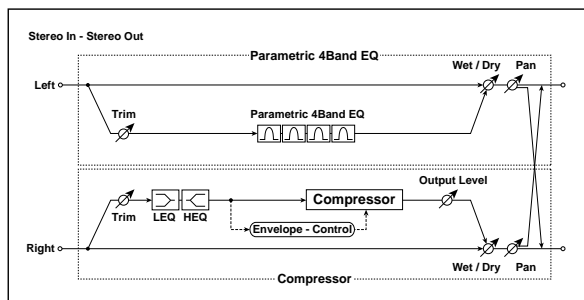 Stereo In - Stereo Out
Parametric 4Band EQ
Wet / Dry
Pan
Left
Trim
Parametric 4Band EQ
Trim
LEQ
HEQ
Compressor
Output Level
Envelope - Control
Right
Wet / Dry
Pan
Compressor